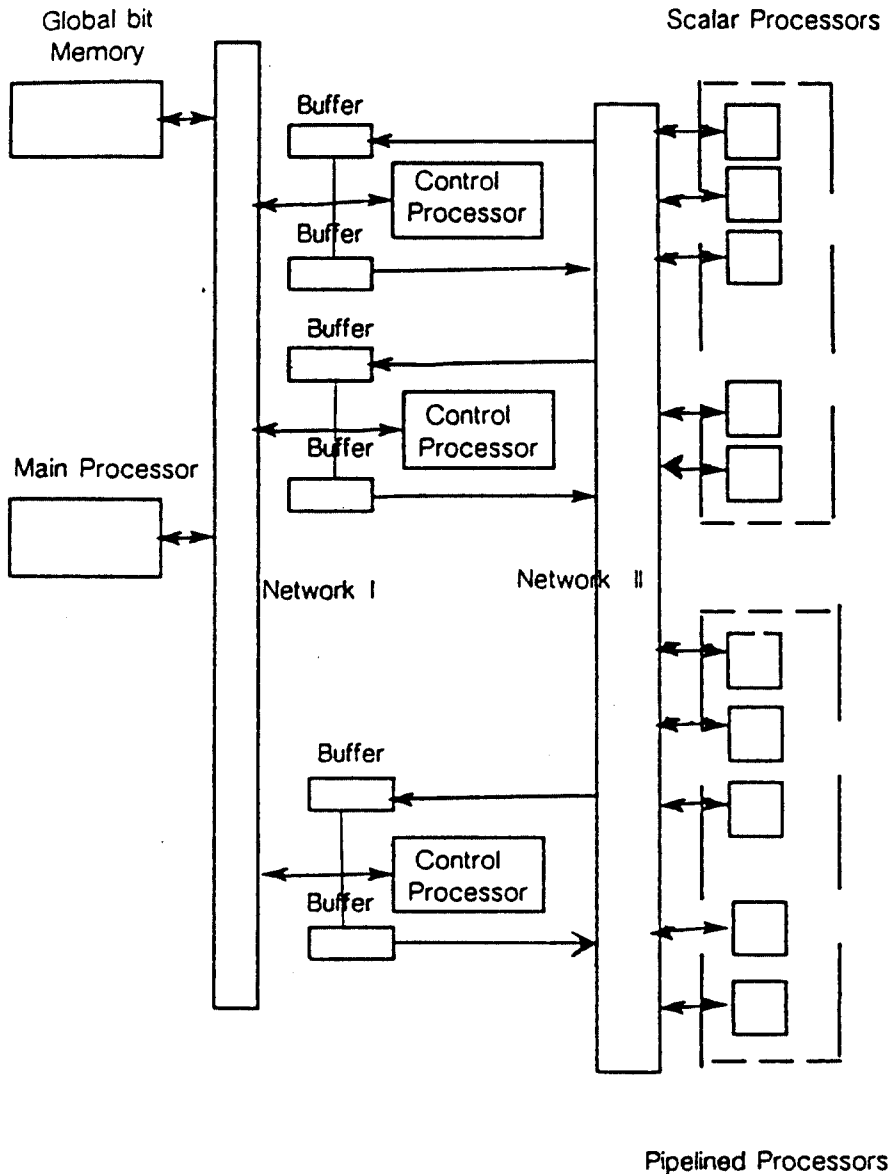 Global bit
Memory
Scalar Processors
Buffer
Control
Processor
Buffer
Buffer
Control
Processor
Buffer
Main Processor
Network I
Network II
Buffer
Control
Processor
Buffer
Pipelined Processors